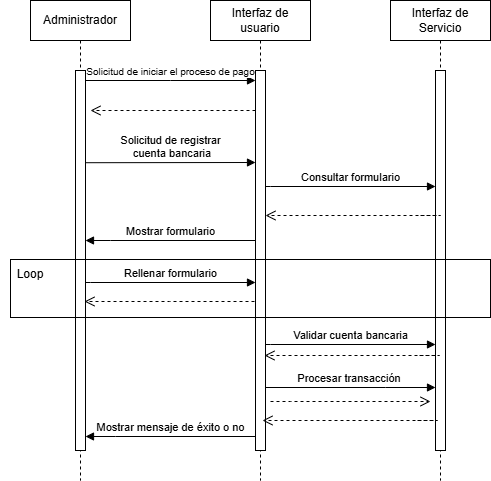 Administrador
Interfaz de
usuario
Interfaz de
Servicio
Solicitud de iniciar el proceso de pago
Solicitud de registrar
cuenta bancaria
Consultar formulario
Mostrar formulario
Loop
Rellenar formulario
Validar cuenta bancaria
Procesar transacción
Mostrar mensaje de éxito o no